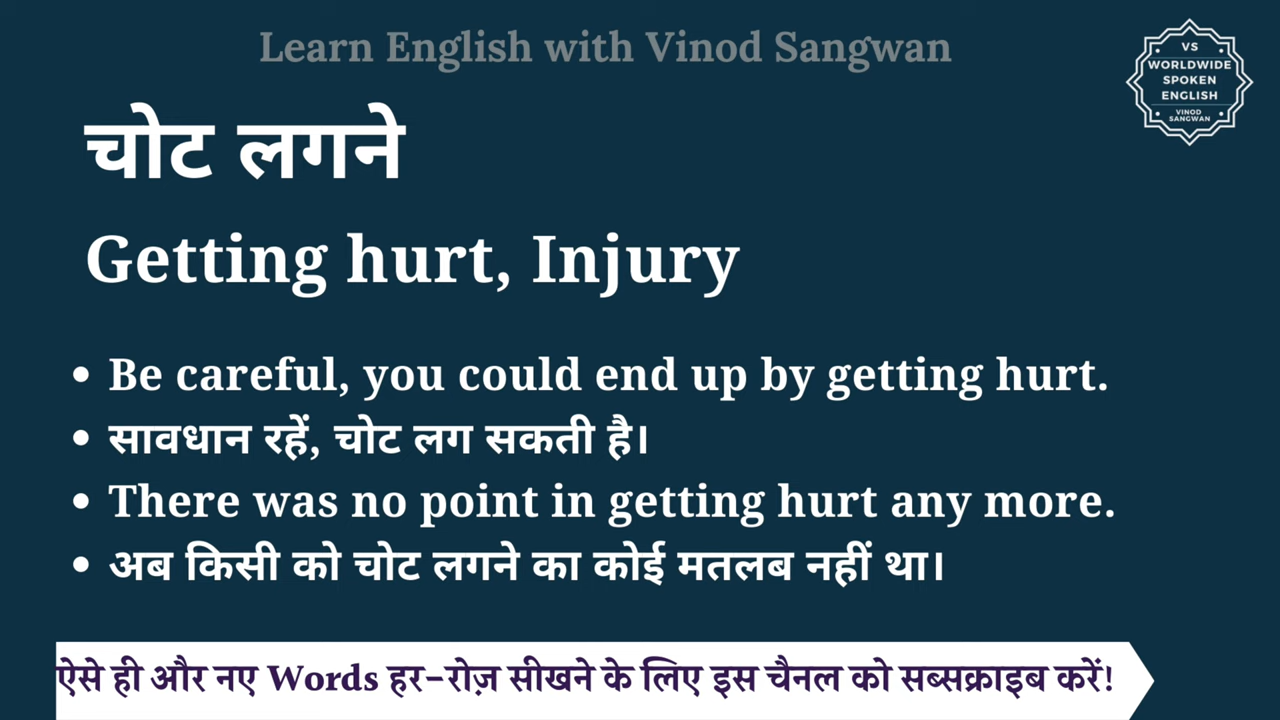 Learn English with Vinod Sangwan
VS
WORLDWIDE
SPOKEN
ENGLISH
VINOD
SANGWAN
चोट लगने
Getting hurt, Injury
• Be careful, you could end up by getting hurt.
• सावधान रहें, चोट लग सकती है।
• There was no point in getting hurt any more.
• अब किसी को चोट लगने का कोई मतलब नहीं था।
ऐसे ही और नए Words हर-रोज़ सीखने के लिए इस चैनल को सब्सक्राइब करें!